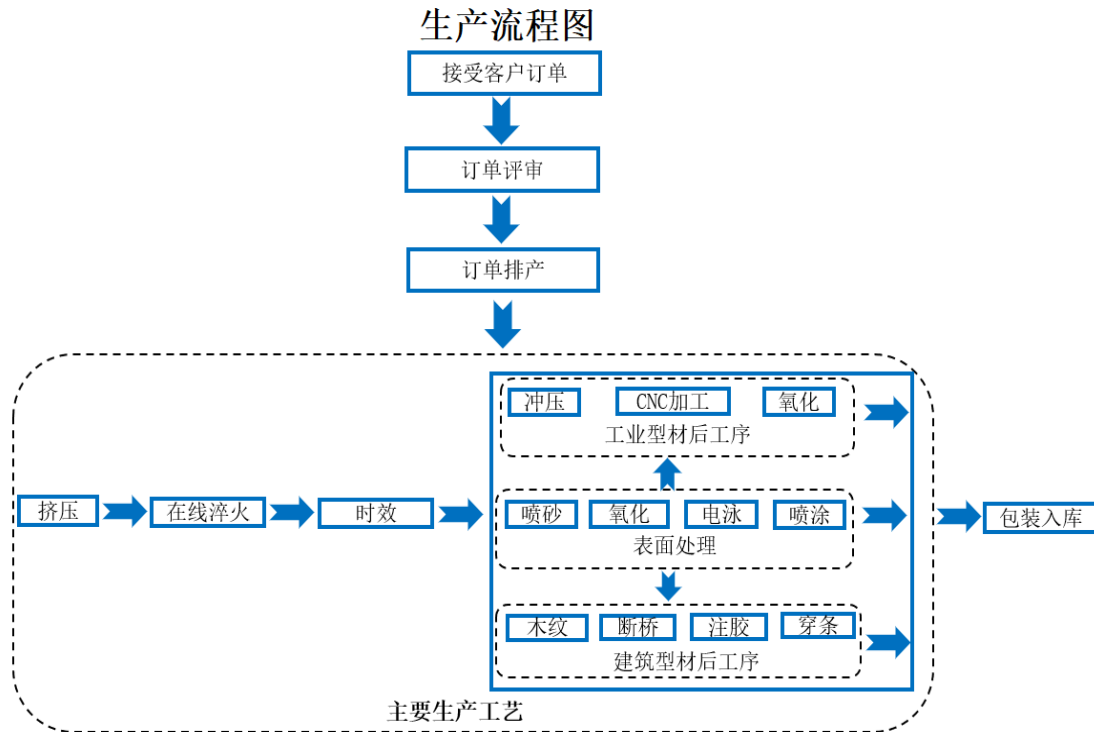 生产流程图
接受客户订单
订单评审
订单排产
冲压 CNC加工 氧化
工业型材后工序
挤压 在线淬火 时效 喷砂 氧化 电泳 喷涂 包装入库
表面处理
木纹 断桥 注胶 穿条
建筑型材后工序
主要生产工艺